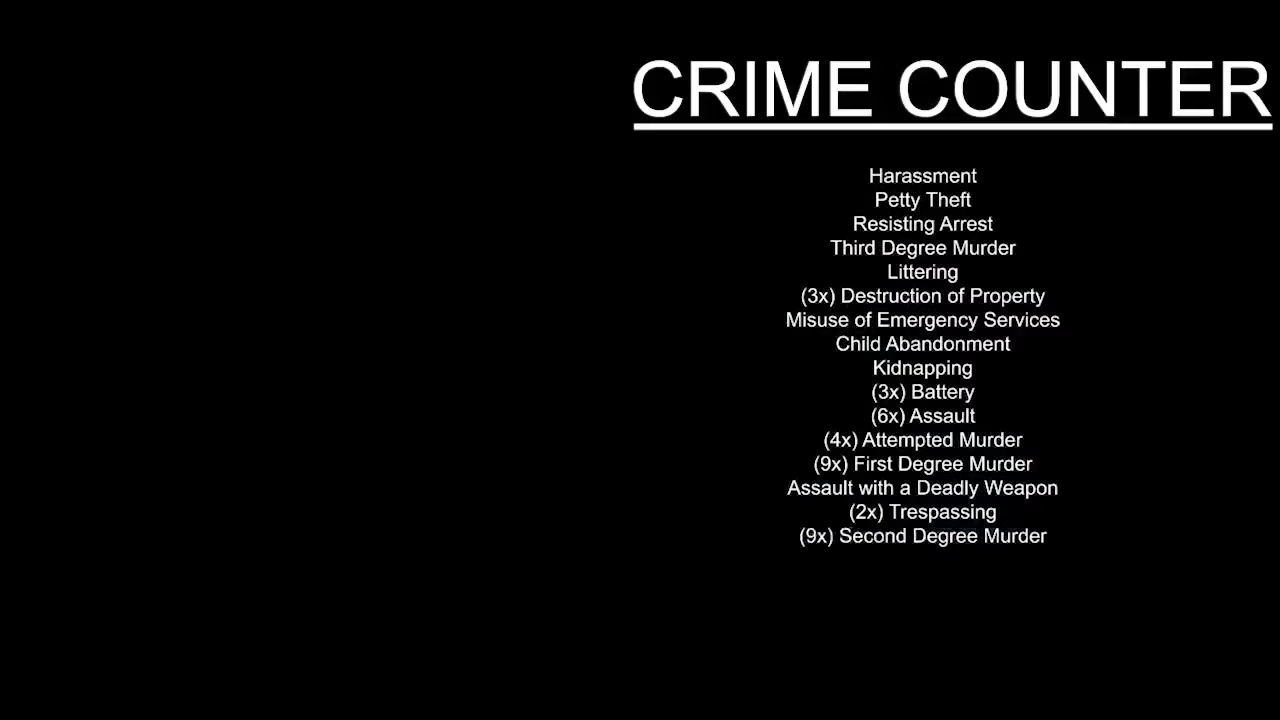 CRIME COUNTER
Harassment
Petty Theft
Resisting Arrest
Third Degree Murder
Littering
(3x) Destruction of Property
Misuse of Emergency Services
Child Abandonment
Kidnapping
(3x) Battery
(6x) Assault
(4x) Attempted Murder
(9x) First Degree Murder
Assault with a Deadly Weapon
(2x) Trespassing
(9x) Second Degree Murder